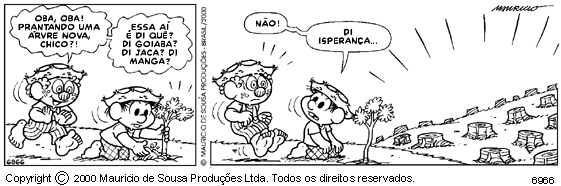 OBA, OBA!
PRANTANDO UMA
ÁRVRE NOVA,
CHICO?!
ESSA AÍ
É DI QUÊ?
DI GOIABA?
DI JACA? DI
MANGA?
6966
© MAURICIO DE SOUSA PRODUÇÕES - BRASIL/2000
NÃO!
DI
ISPERANÇA...
MAURICIO
Copyright © 2000 Mauricio de Sousa Produções Ltda. Todos os direitos reservados.
6966